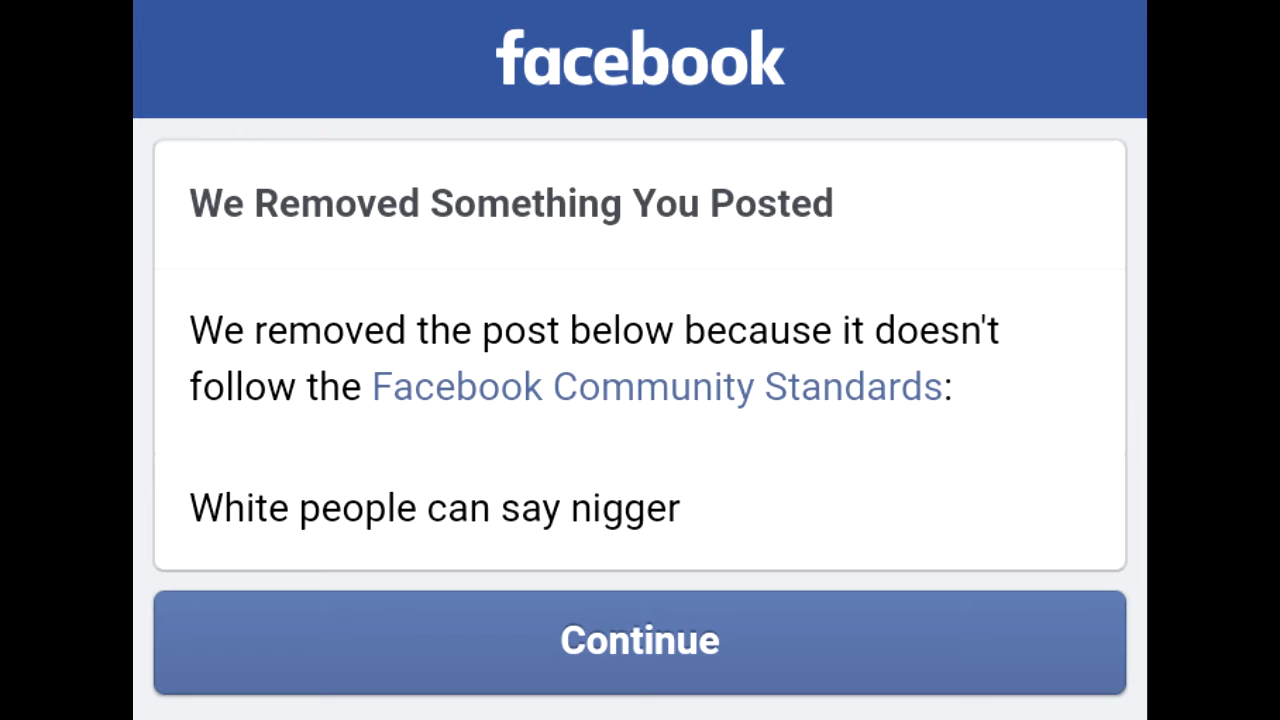 facebook
We Removed Something You Posted
We removed the post below because it doesn't
follow the Facebook Community Standards:
White people can say nigger
Continue